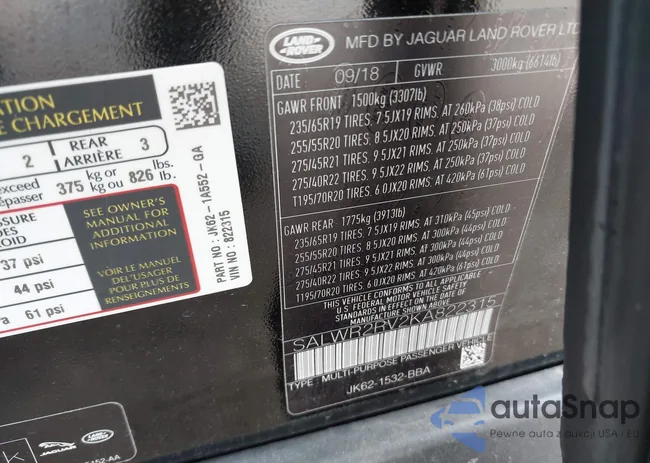 ATION
E CHARGEMENT
2
REAR
ARRIÈRE
3
exceed
passer
375
kg or
kg ou
826
lbs.
lb.
SSURE
DES
ROID
37 psi
44 psi
61 psi
SEE OWNER'S
MANUAL FOR
ADDITIONAL
INFORMATION
VOIR LE MANUEL
DE L'USAGER
POUR PLUS DE
RENSEIGNEMENTS
PART NO : JK62-1A552-GA
VIN NO : 822315
LAND-
-ROVER
MFD BY JAGUAR LAND ROVER LTD
DATE : 09/18 GVWR 3000kg (6614lb)
GAWR FRONT: 1500kg (3307lb)
235/65R19 TIRES, 7.5JX19 RIMS, AT 260kPa (38psi) COLD
255/55R20 TIRES, 8.5JX20 RIMS, AT 250kPa (37psi) COLD
275/45R21 TIRES, 9.5JX21 RIMS, AT 250kPa (37psi) COLD
275/40R22 TIRES, 9.5JX22 RIMS, AT 250kPa (37psi) COLD
T195/70R20 TIRES, 6.0JX20 RIMS, AT 420kPa (61psi) COLD
GAWR REAR: 1775kg (3913lb)
235/65R19 TIRES, 7.5JX19 RIMS, AT 310kPa (45psi) COLD
255/55R20 TIRES, 8.5JX20 RIMS, AT 300kPa (44psi) COLD
275/45R21 TIRES, 9.5JX21 RIMS, AT 300kPa (44psi) COLD
275/40R22 TIRES, 9.5JX22 RIMS, AT 300kPa (44psi) COLD
T195/70R20 TIRES, 6.0JX20 RIMS, AT 420kPa (61psi) COLD
THIS VEHICLE CONFORMS TO ALL APPLICABLE
U.S. FEDERAL MOTOR VEHICLE SAFETY
STANDARDS IN EFFECT ON THE DATE OF
MANUFACTURE SHOWN ABOVE.
SALWR2RV2KA822315
TYPE : MULTI-PURPOSE PASSENGER VEHICLE
JK62-1532-BBA
K
JAGUAR
LAND-
-ROVER
autaSnap
Pewne auta z aukcji USA i EU